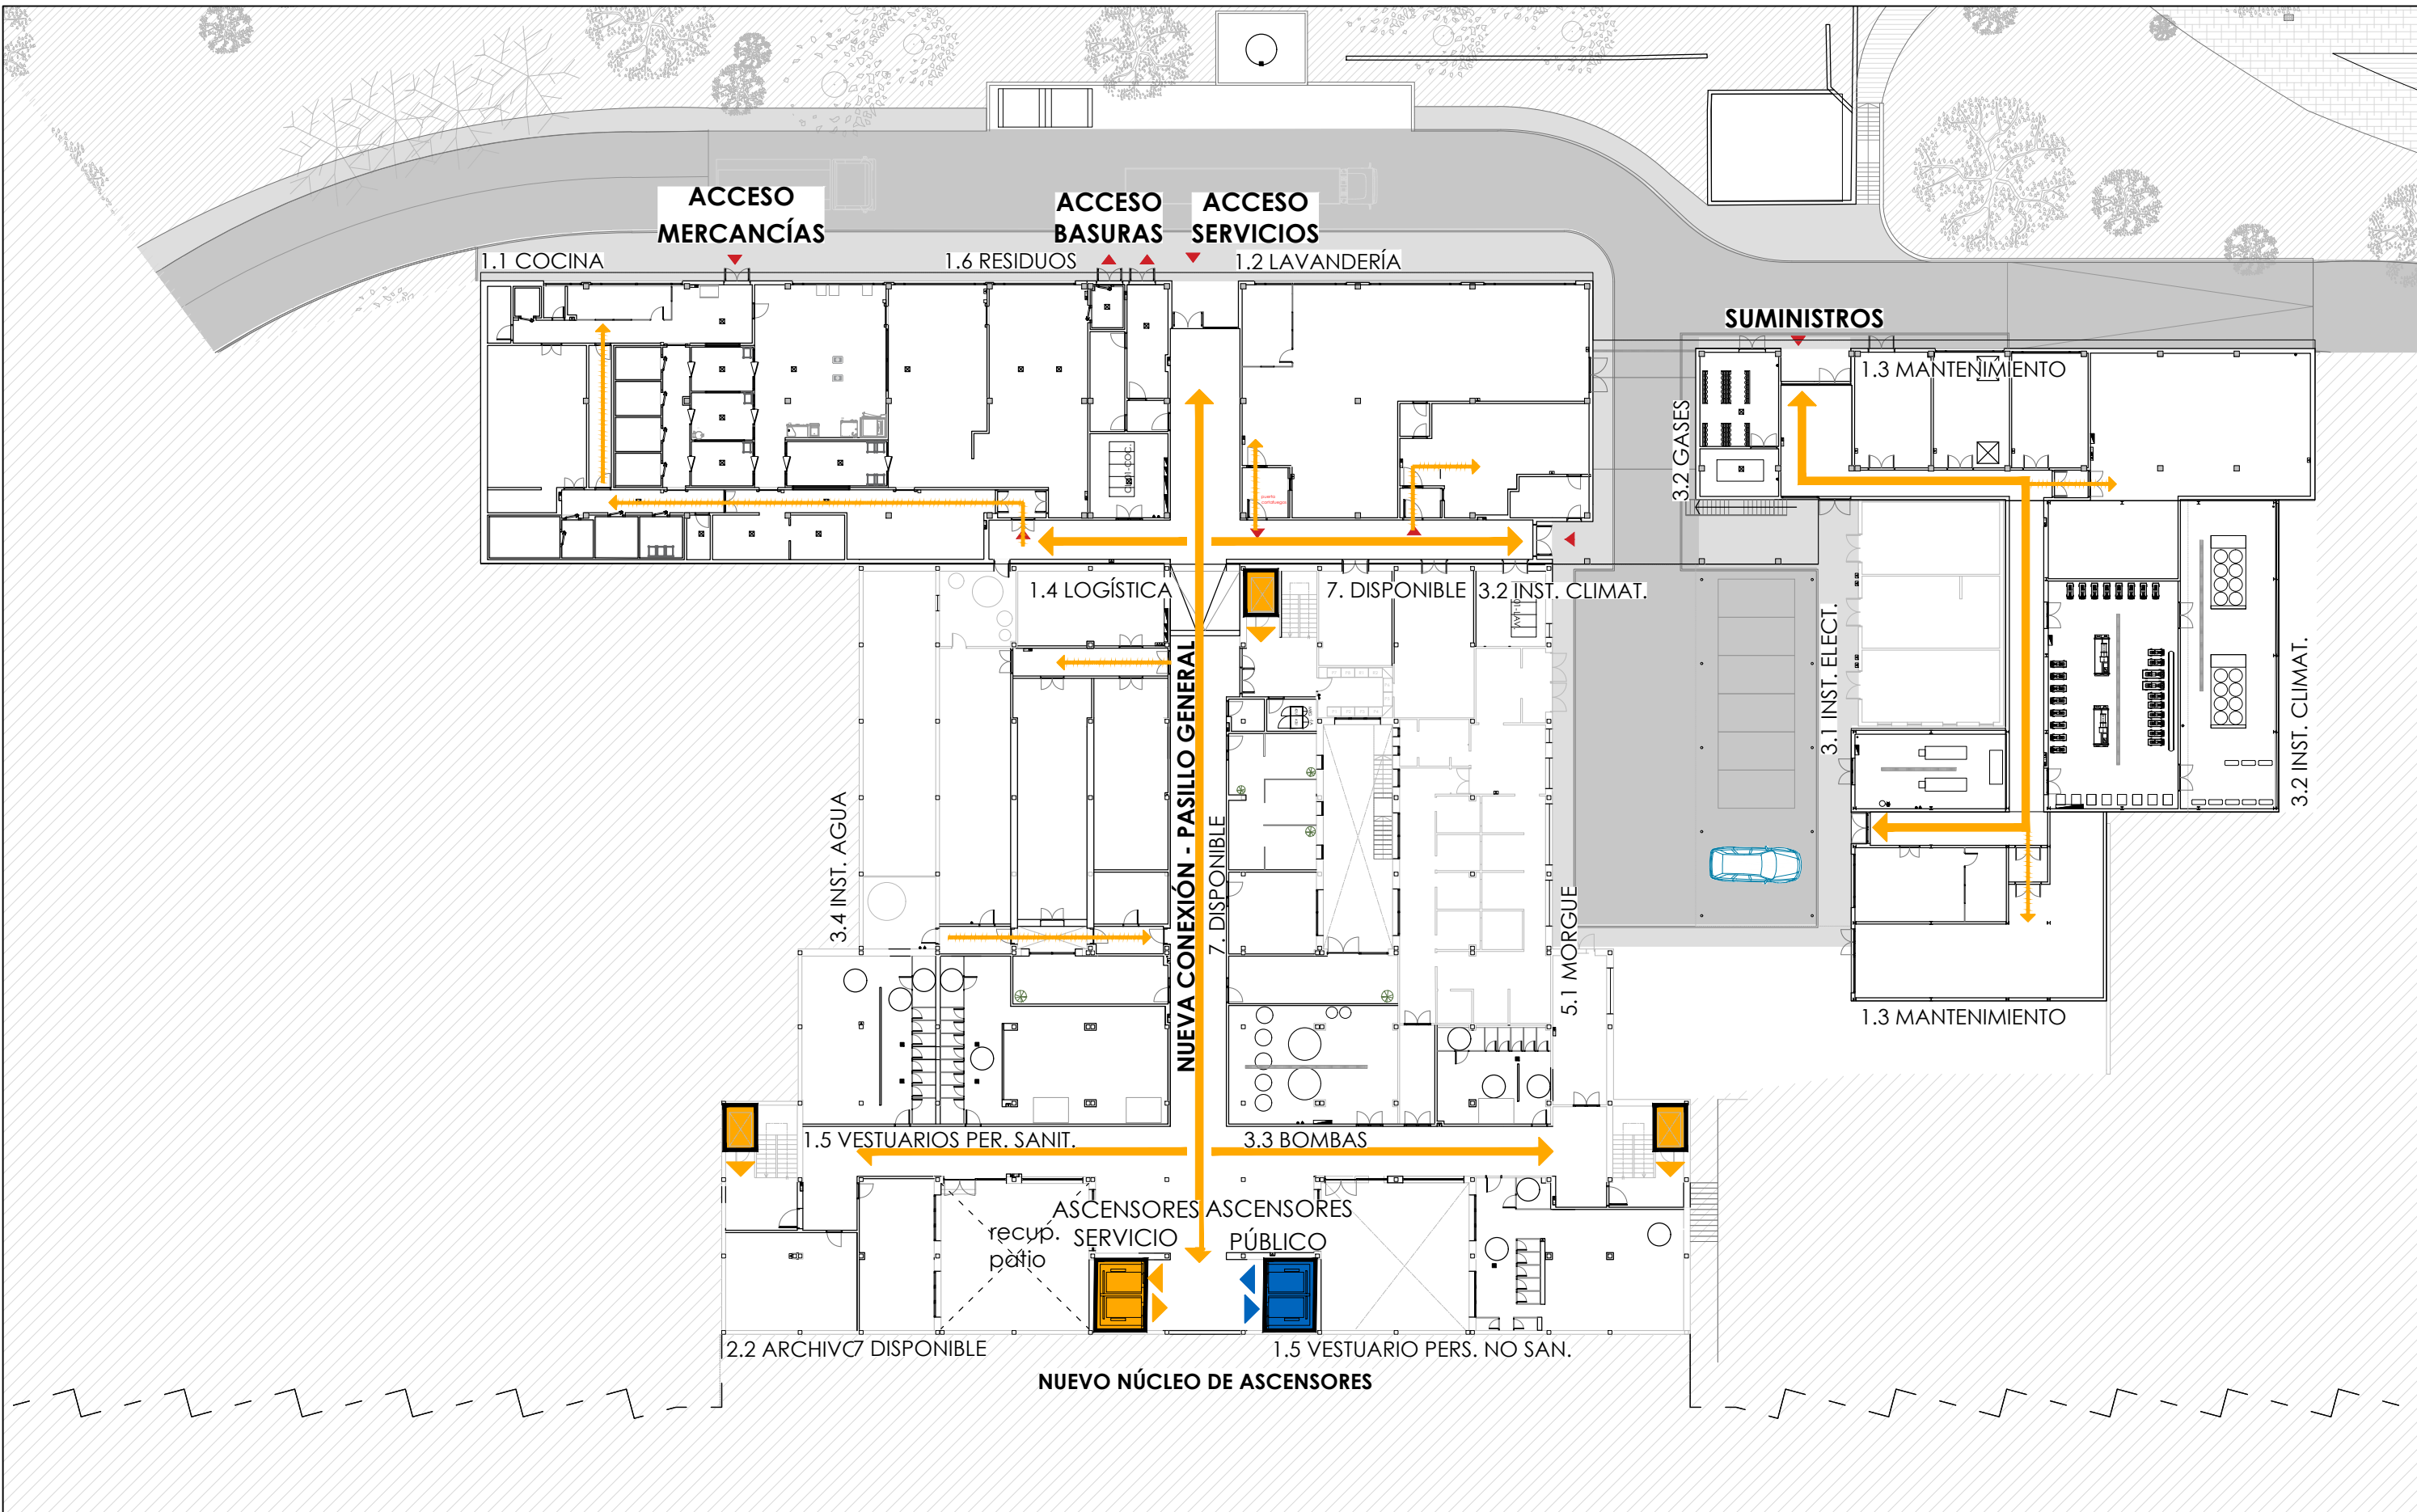 ACCESO
MERCANCÍAS
ACCESO
BASURAS
ACCESO
SERVICIOS
1.1 COCINA
1.6 RESIDUOS
1.2 LAVANDERÍA
SUMINISTROS
1.3 MANTENIMIENTO
3.2 GASES
puerta
cortafuegos
1.4 LOGÍSTICA
7. DISPONIBLE
3.2 INST. CLIMAT.
3.1 INST. ELECT.
3.2 INST. CLIMAT.
NUEVA CONEXIÓN - PASILLO GENERAL
7. DISPONIBLE
3.4 INST. AGUA
5.1 MORGUE
1.3 MANTENIMIENTO
1.5 VESTUARIOS PER. SANIT.
3.3 BOMBAS
ASCENSORES
SERVICIO
ASCENSORES
PÚBLICO
recup.
patio
2.2 ARCHIVO
7 DISPONIBLE
1.5 VESTUARIO PERS. NO SAN.
NUEVO NÚCLEO DE ASCENSORES